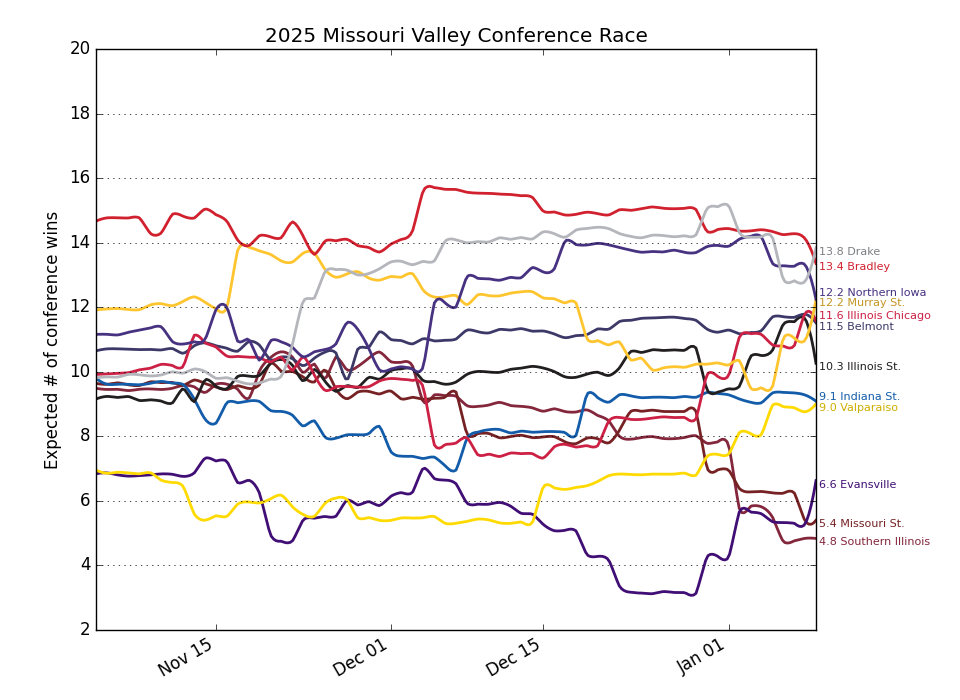 2025 Missouri Valley Conference Race
Expected # of conference wins
20
18
16
14
12
10
8
6
4
2
Nov 15
Dec 01
Dec 15
Jan 01
13.8 Drake
13.4 Bradley
12.2 Northern Iowa
12.2 Murray St.
11.6 Illinois Chicago
11.5 Belmont
10.3 Illinois St.
9.1 Indiana St.
9.0 Valparaiso
6.6 Evansville
5.4 Missouri St.
4.8 Southern Illinois